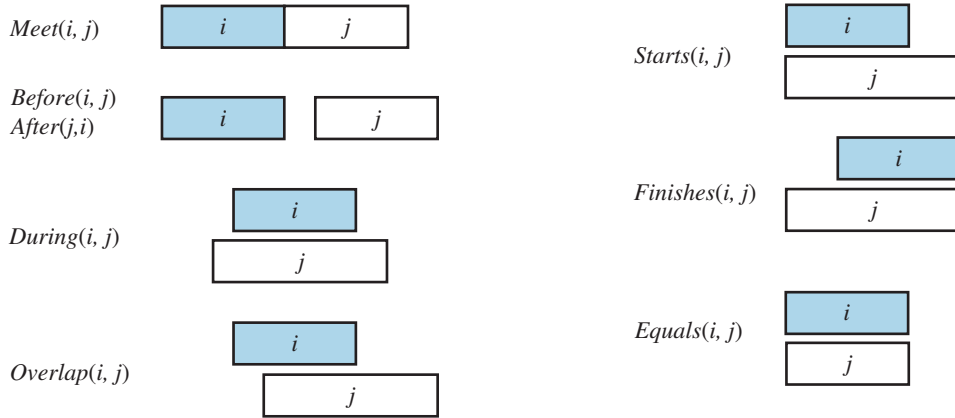 Meet(i, j)
i
j
Before(i, j)
After(j,i)
i
j
During(i, j)
i
j
Overlap(i, j)
i
j
Starts(i, j)
i
j
Finishes(i, j)
i
j
Equals(i, j)
i
j